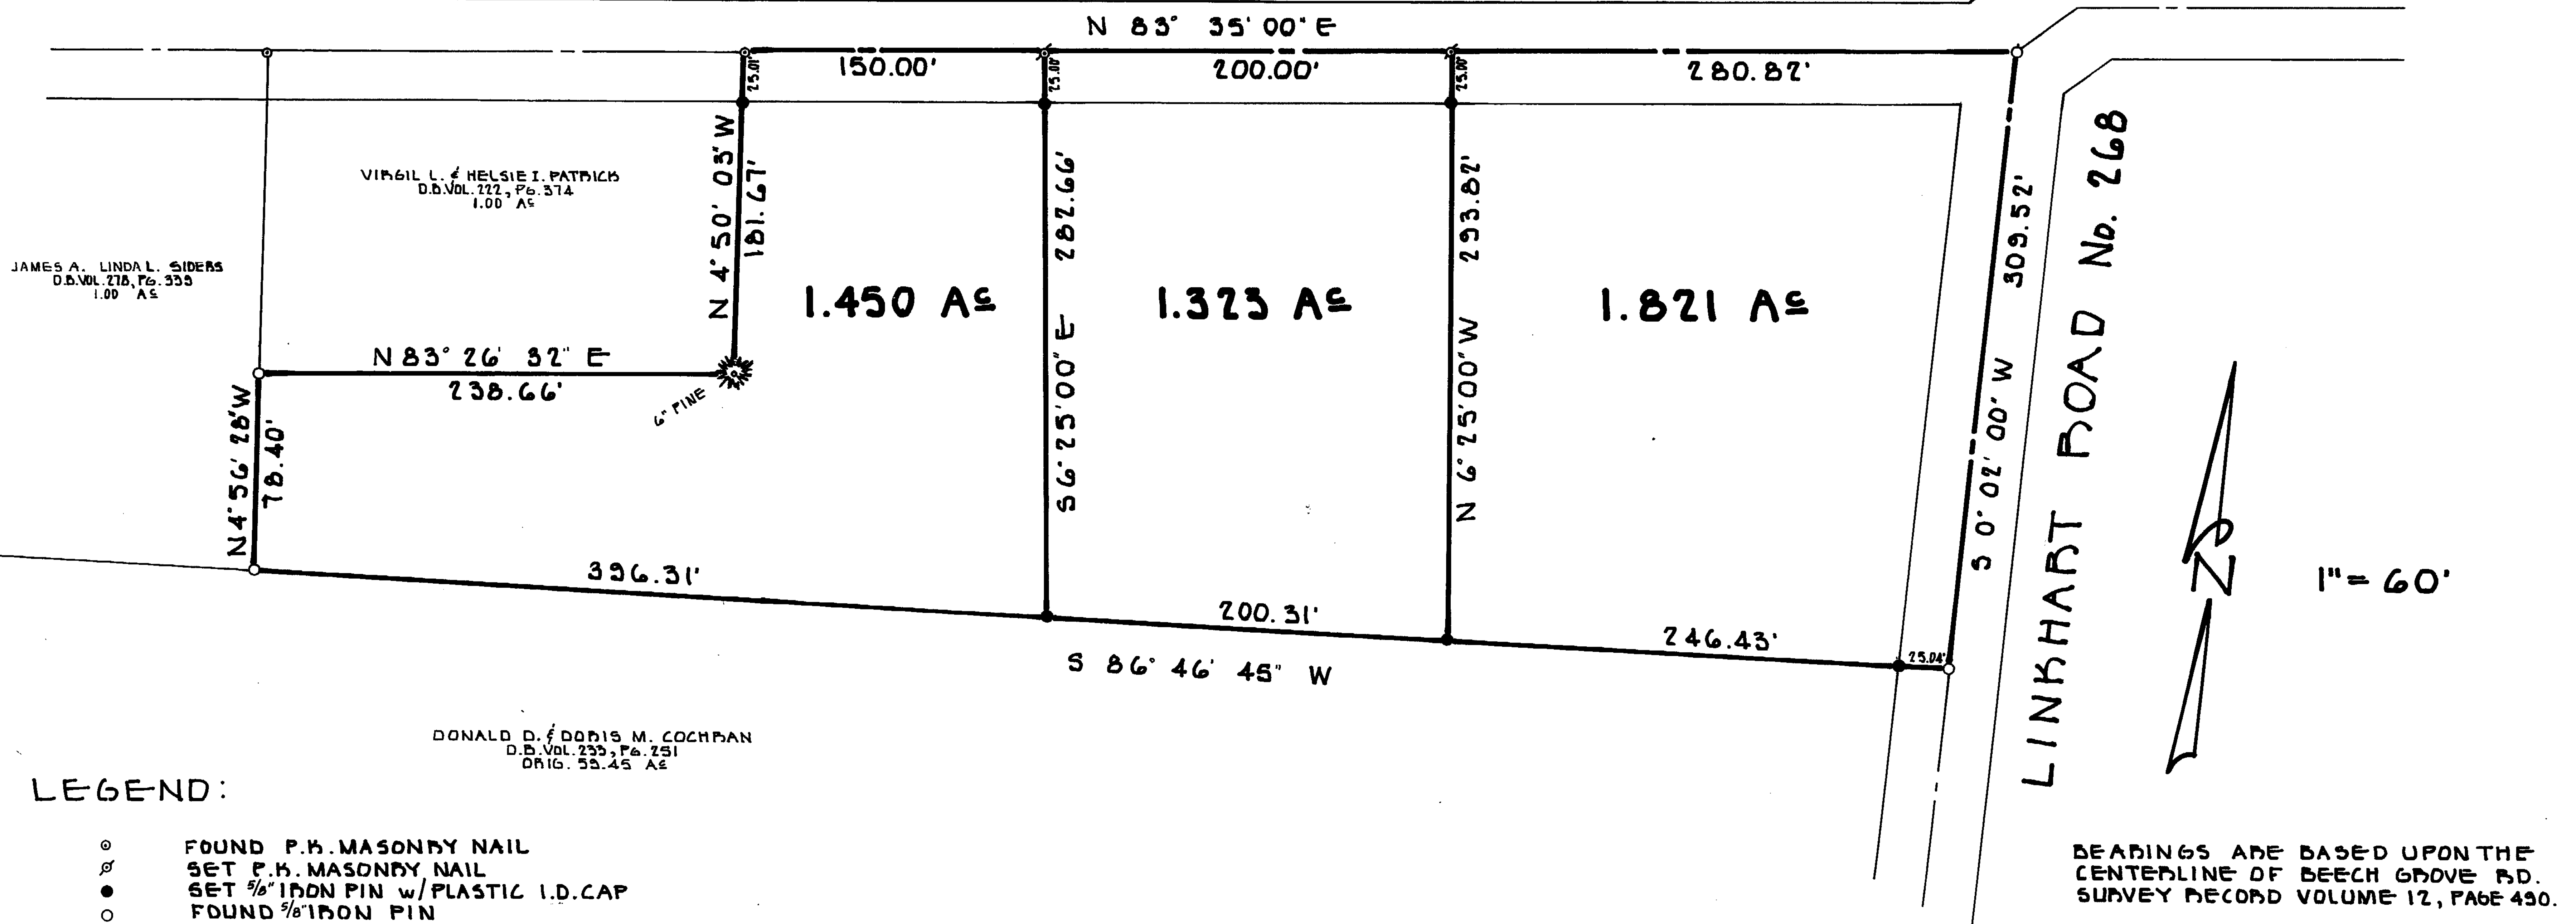 N 83° 35' 00" E
150.00'
200.00'
280.82'
25.01'
25.00'
25.00'
VIRGIL L. & HELSIE I. PATRICK
D.B.VOL. 222, PG. 374
1.00 Ac
JAMES A. LINDA L. SIDERS
D.B.VOL. 278, PG. 339
1.00 Ac
N 4° 50' 03" W
181.67'
1.450 Ac
S 6° 25' 00" E 282.66'
1.323 Ac
N 6° 25' 00" W 293.82'
1.821 Ac
S 0° 02' 00" W 309.52'
LINKHART ROAD No. 268
N 83° 26' 32" E
238.66'
6" PINE
N 4° 56' 28" W
78.40'
396.31'
200.31'
246.43'
25.04'
S 86° 46' 45" W
N
1" = 60'
DONALD D. & DORIS M. COCHRAN
D.B.VOL. 233, PG. 251
ORIG. 59.45 Ac
LEGEND:
FOUND P.K. MASONRY NAIL
SET P.K. MASONRY NAIL
SET 5/8" IRON PIN w/ PLASTIC I.D. CAP
FOUND 5/8" IRON PIN
BEARINGS ARE BASED UPON THE
CENTERLINE OF BEECH GROVE RD.
SURVEY RECORD VOLUME 12, PAGE 490.